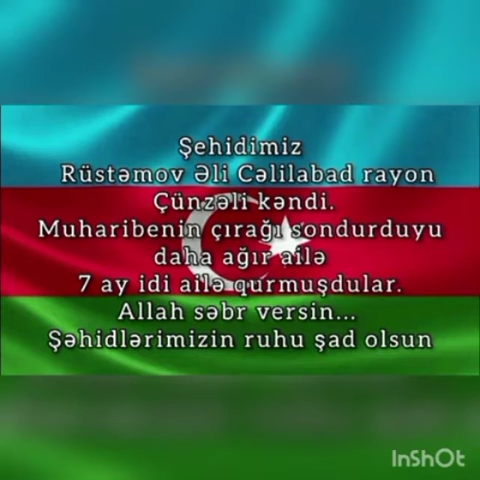 Şehidimiz
Rüstəmov Əli Cəlilabad rayon
Çünzəli kəndi.
Muharibenin çırağı sondurduyu
daha ağır ailə
7 ay idi ailə qurmuşdular.
Allah səbr versin...
Şəhidlərimizin ruhu şad olsun
InShOt